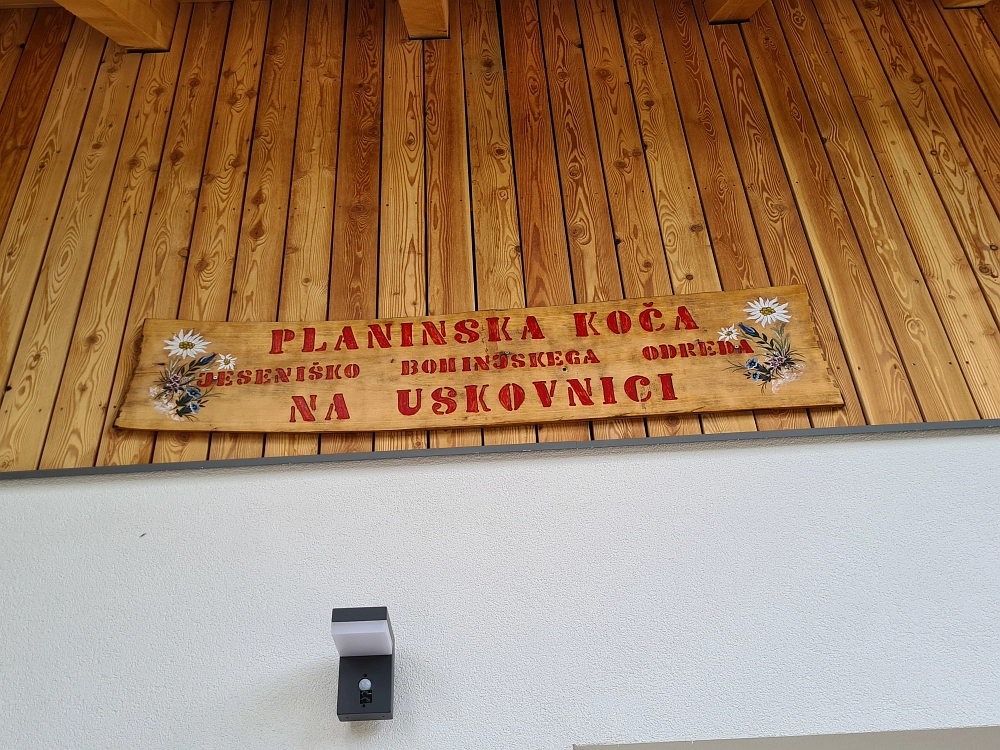 PLANINSKA KOČA
JESENIŠKO BOHINJSKEGA ODREDA
NA USKOVNICI